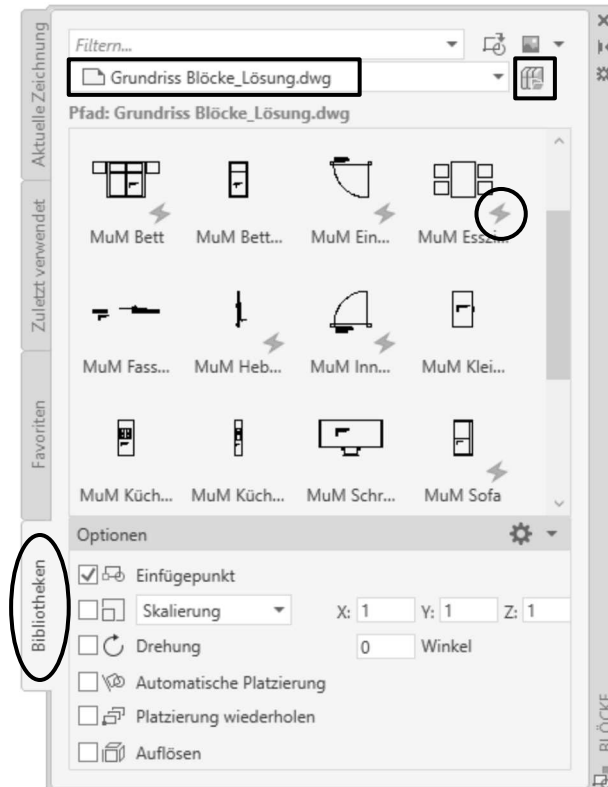 Filtern...
Grundriss Blöcke_Lösung.dwg
Pfad: Grundriss Blöcke_Lösung.dwg
MuM Bett MuM Bett... MuM Ein... MuM Esszi...
MuM Fass... MuM Heb... MuM Inn... MuM Klei...
MuM Küch... MuM Küch... MuM Schr... MuM Sofa
Optionen
Einfügepunkt
Skalierung X: 1 Y: 1 Z: 1
Drehung 0 Winkel
Automatische Platzierung
Platzierung wiederholen
Auflösen
Aktuelle Zeichnung
Zuletzt verwendet
Favoriten
Bibliotheken
BLÖCKE